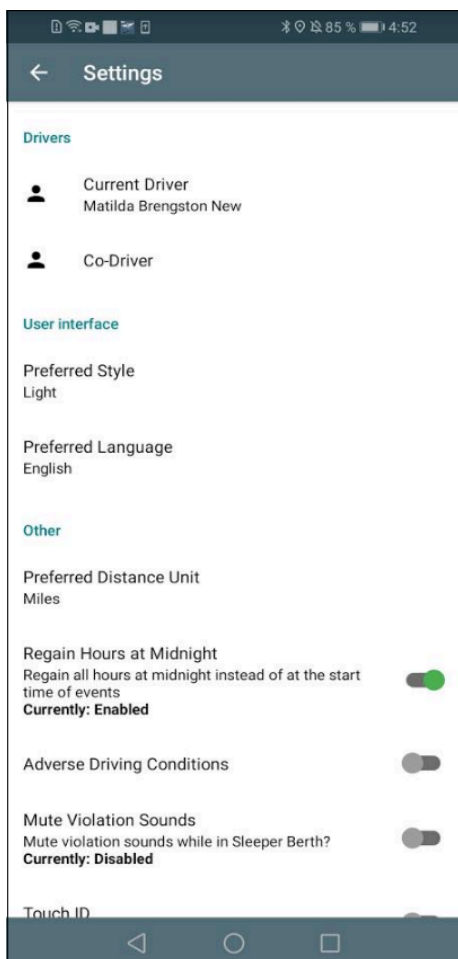 85 % 4:52
Settings
Drivers
Current Driver
Matilda Brengston New
Co-Driver
User interface
Preferred Style
Light
Preferred Language
English
Other
Preferred Distance Unit
Miles
Regain Hours at Midnight
Regain all hours at midnight instead of at the start
time of events
Currently: Enabled
Adverse Driving Conditions
Mute Violation Sounds
Mute violation sounds while in Sleeper Berth?
Currently: Disabled
Touch ID